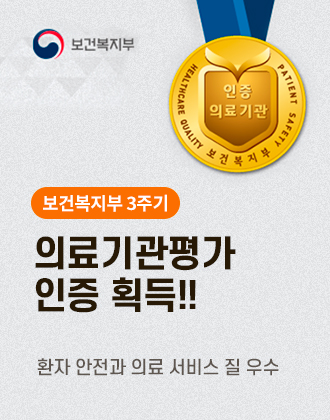 보건복지부
인증
의료기관
HEALTHCARE QUALITY 보건복지부 PATIENT SAFETY
보건복지부 3주기
의료기관평가
인증 획득!!
환자 안전과 의료 서비스 질 우수